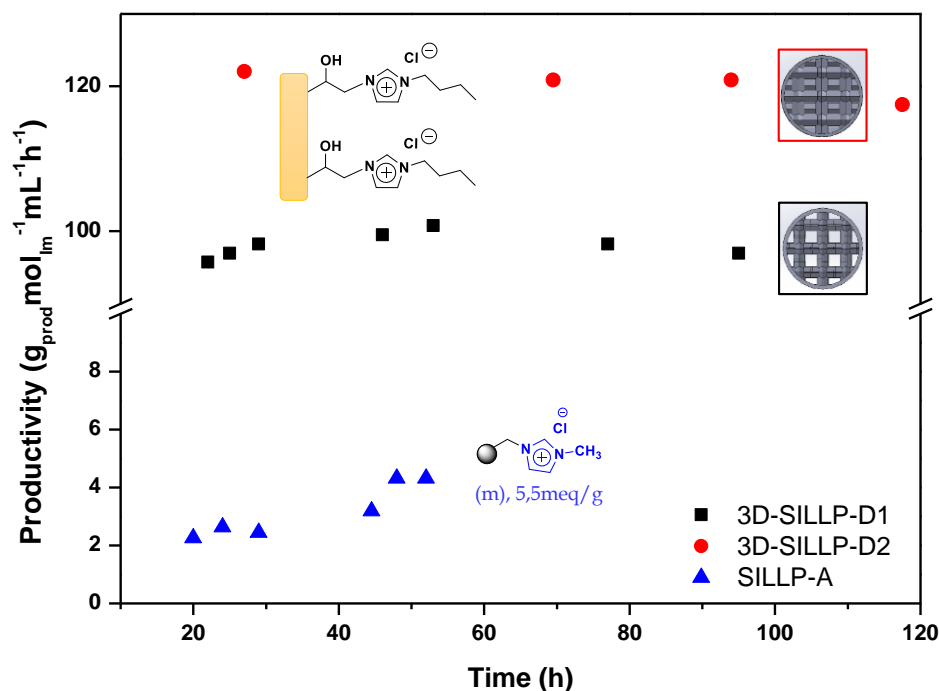 Productivity (g_prod mol_Im^-1 mL^-1 h^-1)
120
100
8
6
4
2
0
OH
Cl ⊖
N ⊕ N
OH
Cl ⊖
N ⊕ N
⊖
Cl
N ⊕ N-CH3
(m), 5,5meq/g
3D-SILLP-D1
3D-SILLP-D2
SILLP-A
20 40 60 80 100 120
Time (h)